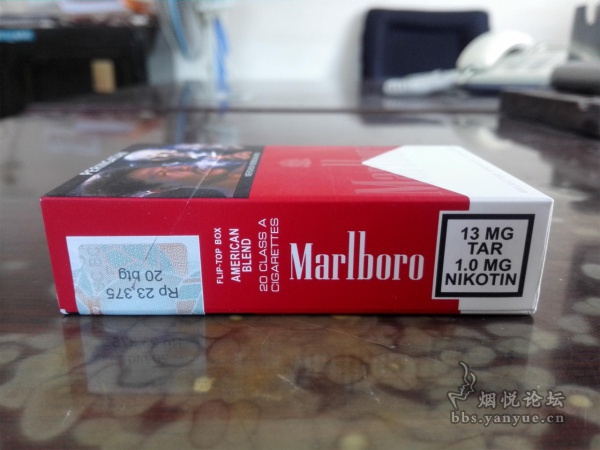 Rp 23.375
20 btg
FLIP-TOP BOX
AMERICAN
BLEND
20 CLASS A
CIGARETTES
Marlboro
13 MG
TAR
1.0 MG
NIKOTIN
烟悦论坛
bbs.yanyue.cn